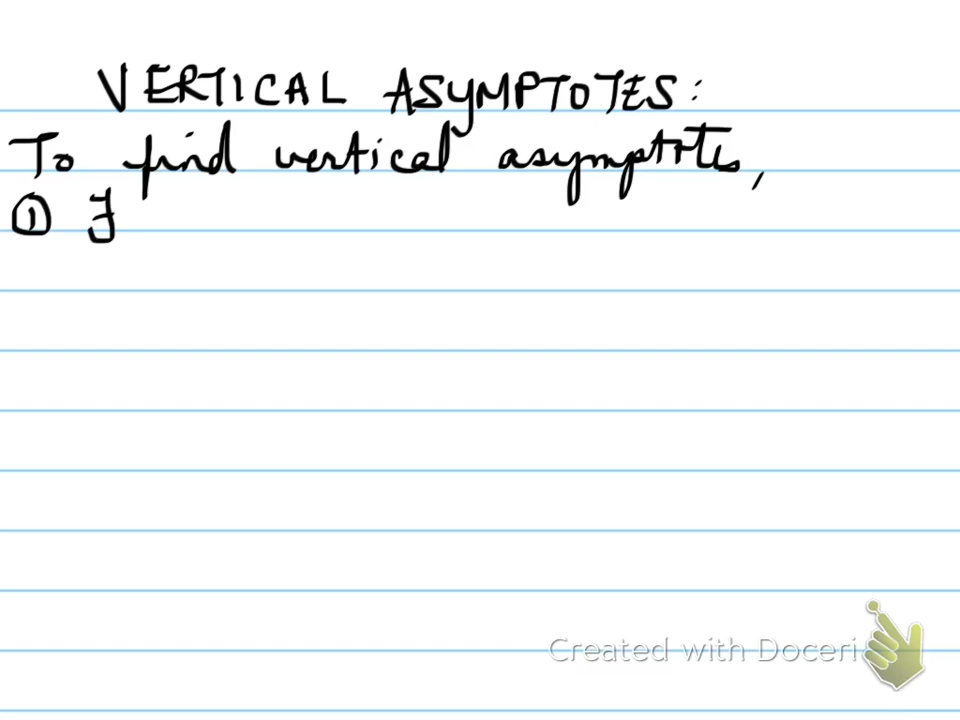 VERTICAL ASYMPTOTES:
To find vertical asymptotes,
①
Created with Doceri